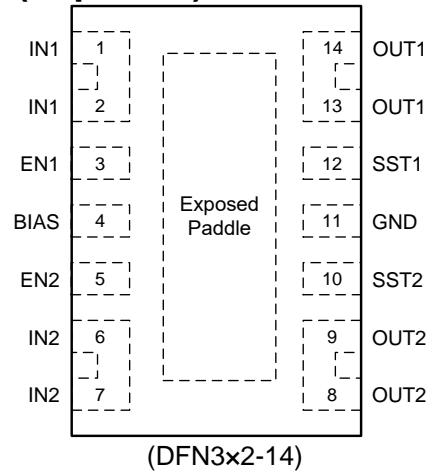 IN1 1 14 OUT1
IN1 2 13 OUT1
EN1 3 12 SST1
BIAS 4 Exposed Paddle 11 GND
EN2 5 10 SST2
IN2 6 9 OUT2
IN2 7 8 OUT2
(DFN3×2-14)